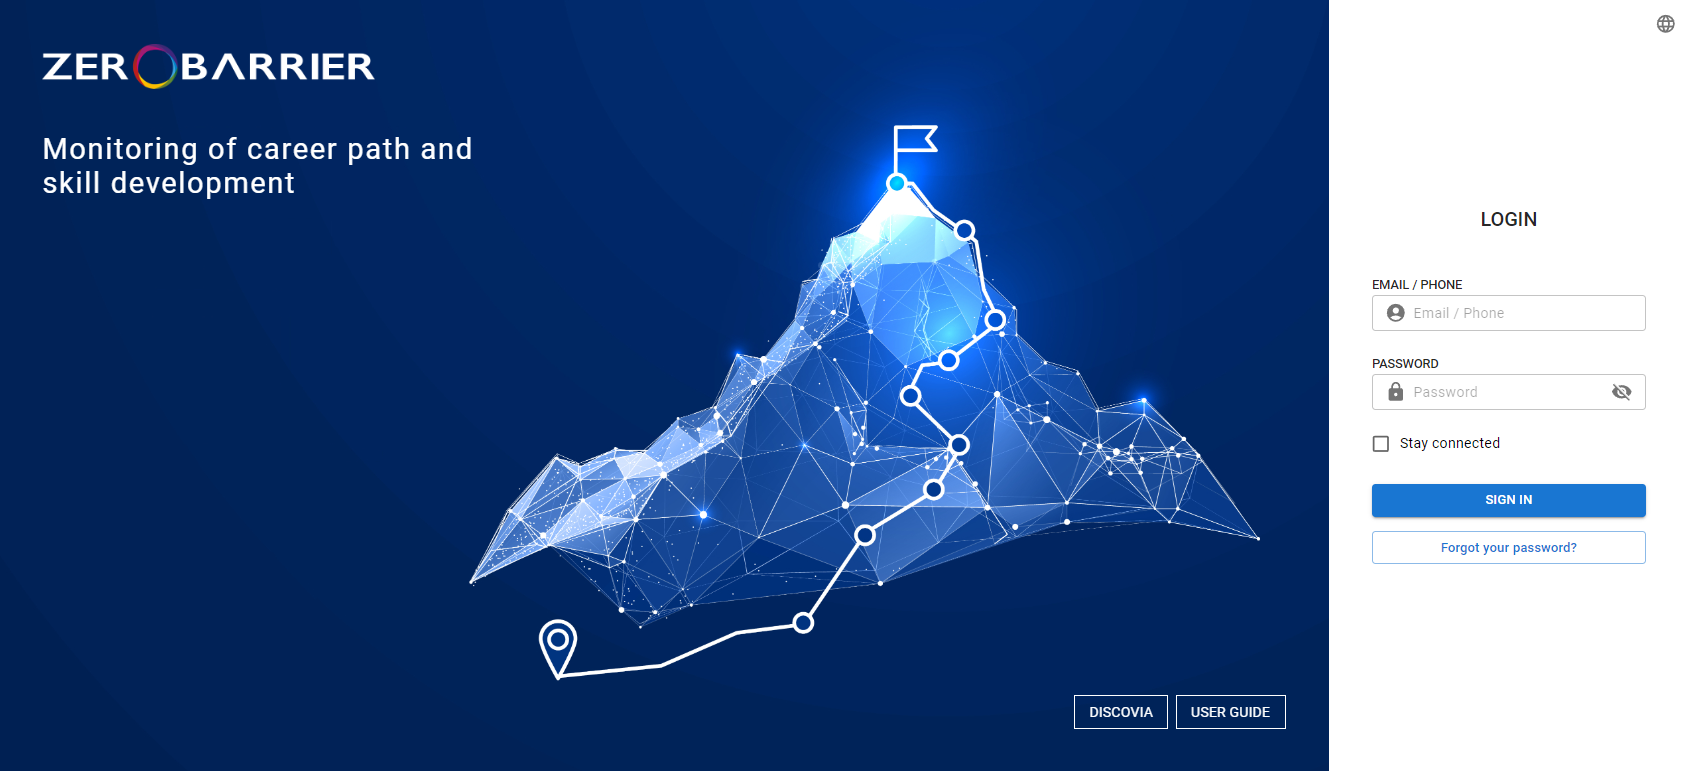 ZEROBARRIER
Monitoring of career path and
skill development
DISCOVIA
USER GUIDE
LOGIN
EMAIL / PHONE
Email / Phone
PASSWORD
Password
Stay connected
SIGN IN
Forgot your password?